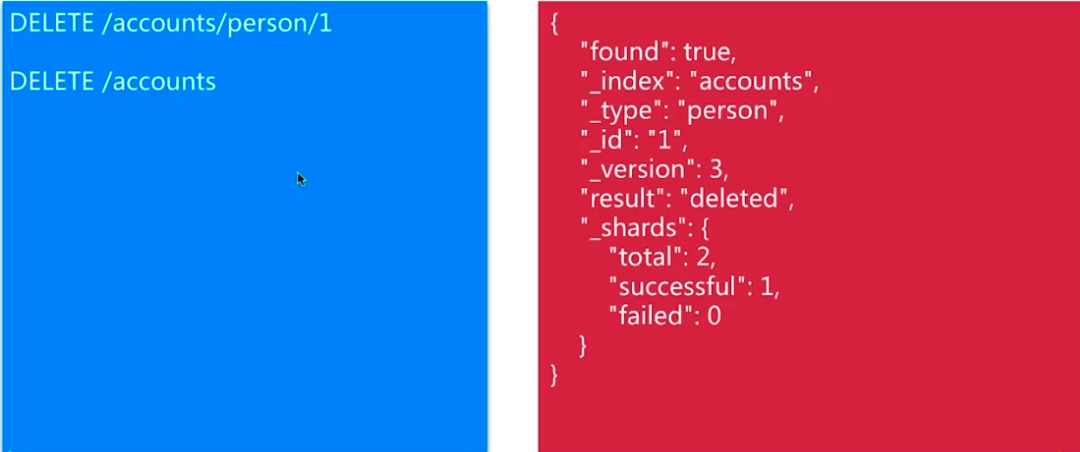 DELETE /accounts/person/1
DELETE /accounts
{
"found": true,
"_index": "accounts",
"_type": "person",
"_id": "1",
"_version": 3,
"result": "deleted",
"_shards": {
"total": 2,
"successful": 1,
"failed": 0
}
}